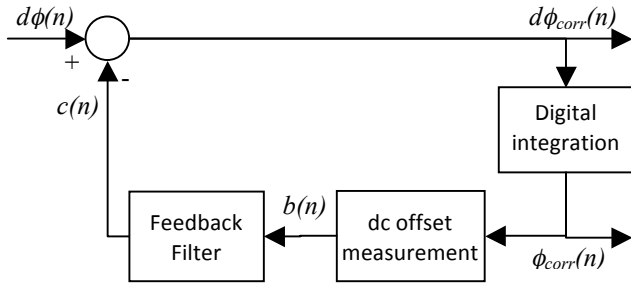 dϕ(n)
dϕcorr(n)
+
-
c(n)
Digital
integration
b(n)
Feedback
Filter
dc offset
measurement
ϕcorr(n)